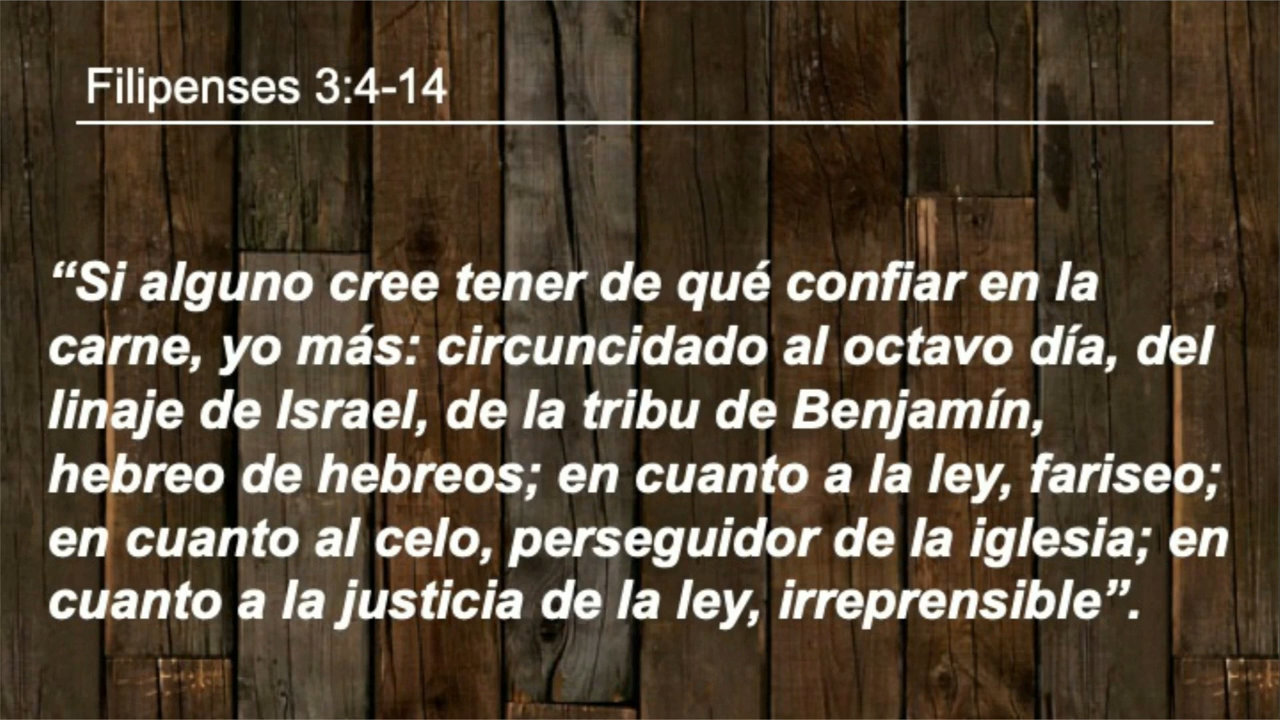 Filipenses 3:4-14
“Si alguno cree tener de qué confiar en la
carne, yo más: circuncidado al octavo día, del
linaje de Israel, de la tribu de Benjamín,
hebreo de hebreos; en cuanto a la ley, fariseo;
en cuanto al celo, perseguidor de la iglesia; en
cuanto a la justicia de la ley, irreprensible”.